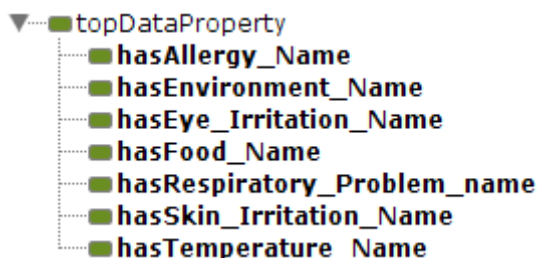 topDataProperty
hasAllergy_Name
hasEnvironment_Name
hasEye_Irritation_Name
hasFood_Name
hasRespiratory_Problem_name
hasSkin_Irritation_Name
hasTemperature_Name